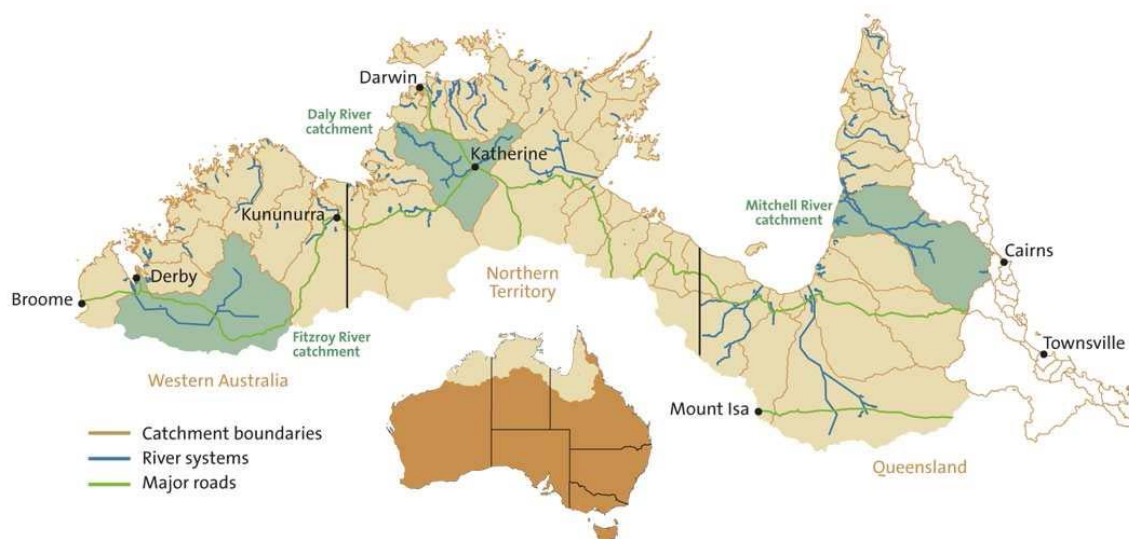 Darwin
Daly River
catchment
Katherine
Kununurra
Mitchell River
catchment
Derby
Broome
Cairns
Northern
Territory
Fitzroy River
catchment
Townsville
Western Australia
Mount Isa
Catchment boundaries
River systems
Major roads
Queensland